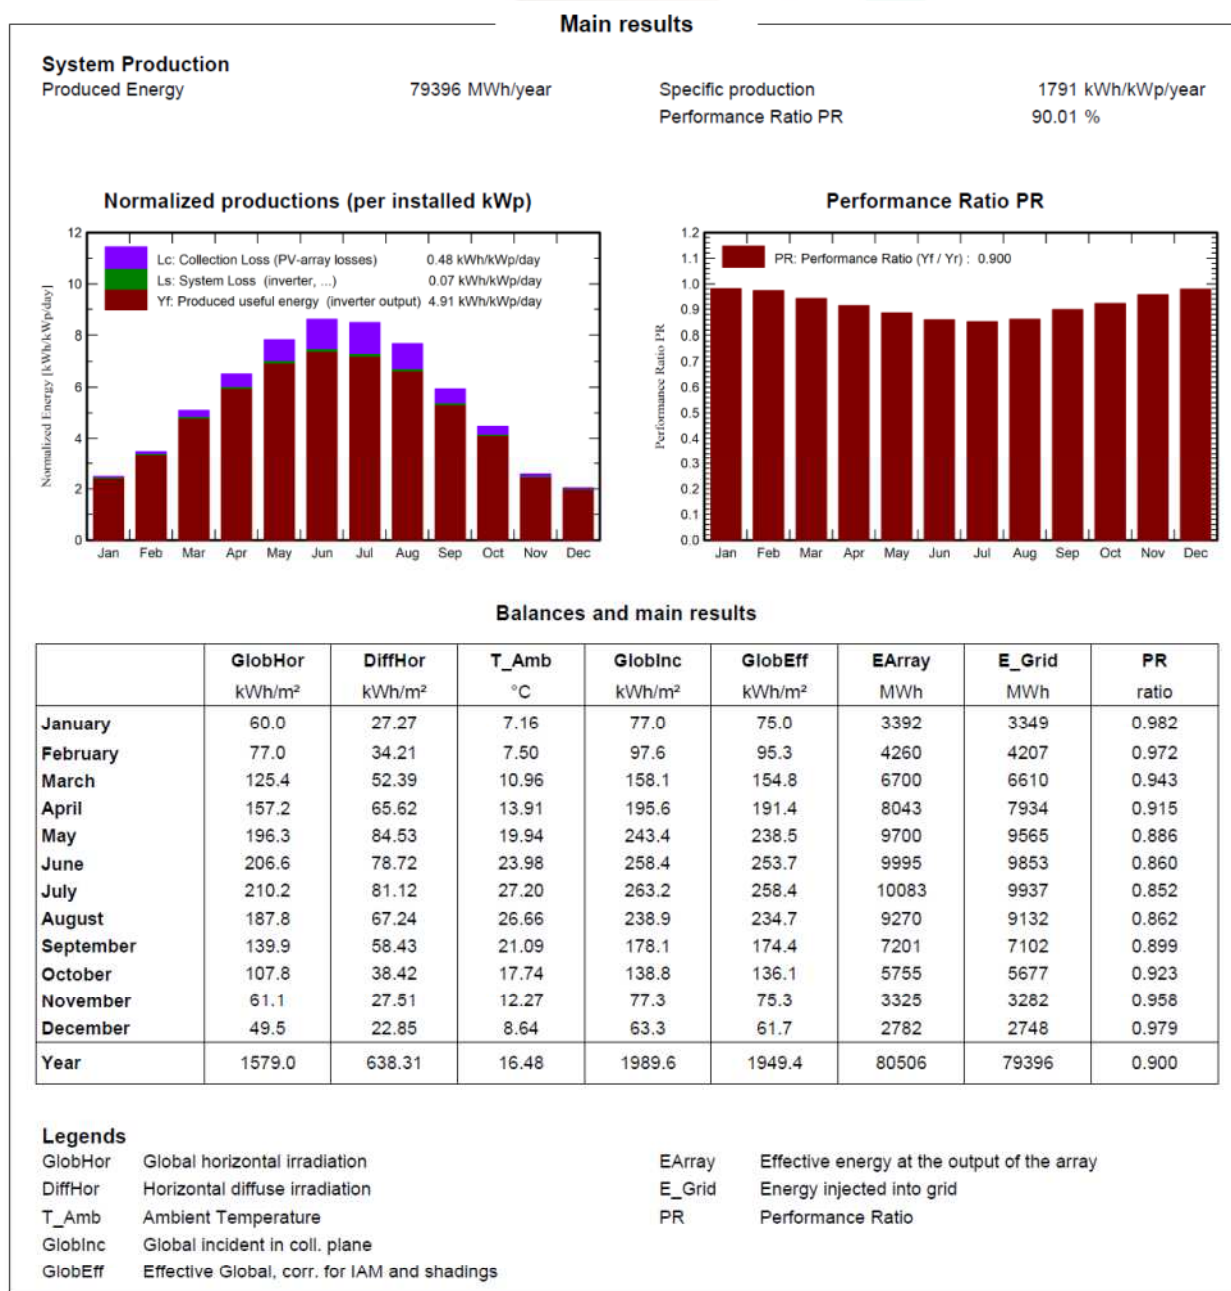 Main results
System Production
Produced Energy 79396 MWh/year Specific production 1791 kWh/kWp/year
Performance Ratio PR 90.01 %
Normalized productions (per installed kWp)
12
10
8
6
4
2
0
Normalized Energy [kWh/kWp/day]
Lc: Collection Loss (PV-array losses) 0.48 kWh/kWp/day
Ls: System Loss (inverter, ...) 0.07 kWh/kWp/day
Yf: Produced useful energy (inverter output) 4.91 kWh/kWp/day
Jan Feb Mar Apr May Jun Jul Aug Sep Oct Nov Dec
Performance Ratio PR
1.2
1.1
1.0
0.9
0.8
0.7
0.6
0.5
0.4
0.3
0.2
0.1
0.0
Performance Ratio PR
PR: Performance Ratio (Yf / Yr) : 0.900
Jan Feb Mar Apr May Jun Jul Aug Sep Oct Nov Dec
Balances and main results
GlobHor DiffHor T_Amb GlobInc GlobEff EArray E_Grid PR
kWh/m² kWh/m² °C kWh/m² kWh/m² MWh MWh ratio
January 60.0 27.27 7.16 77.0 75.0 3392 3349 0.982
February 77.0 34.21 7.50 97.6 95.3 4260 4207 0.972
March 125.4 52.39 10.96 158.1 154.8 6700 6610 0.943
April 157.2 65.62 13.91 195.6 191.4 8043 7934 0.915
May 196.3 84.53 19.94 243.4 238.5 9700 9565 0.886
June 206.6 78.72 23.98 258.4 253.7 9995 9853 0.860
July 210.2 81.12 27.20 263.2 258.4 10083 9937 0.852
August 187.8 67.24 26.66 238.9 234.7 9270 9132 0.862
September 139.9 58.43 21.09 178.1 174.4 7201 7102 0.899
October 107.8 38.42 17.74 138.8 136.1 5755 5677 0.923
November 61.1 27.51 12.27 77.3 75.3 3325 3282 0.958
December 49.5 22.85 8.64 63.3 61.7 2782 2748 0.979
Year 1579.0 638.31 16.48 1989.6 1949.4 80506 79396 0.900
Legends
GlobHor Global horizontal irradiation EArray Effective energy at the output of the array
DiffHor Horizontal diffuse irradiation E_Grid Energy injected into grid
T_Amb Ambient Temperature PR Performance Ratio
GlobInc Global incident in coll. plane
GlobEff Effective Global, corr. for IAM and shadings